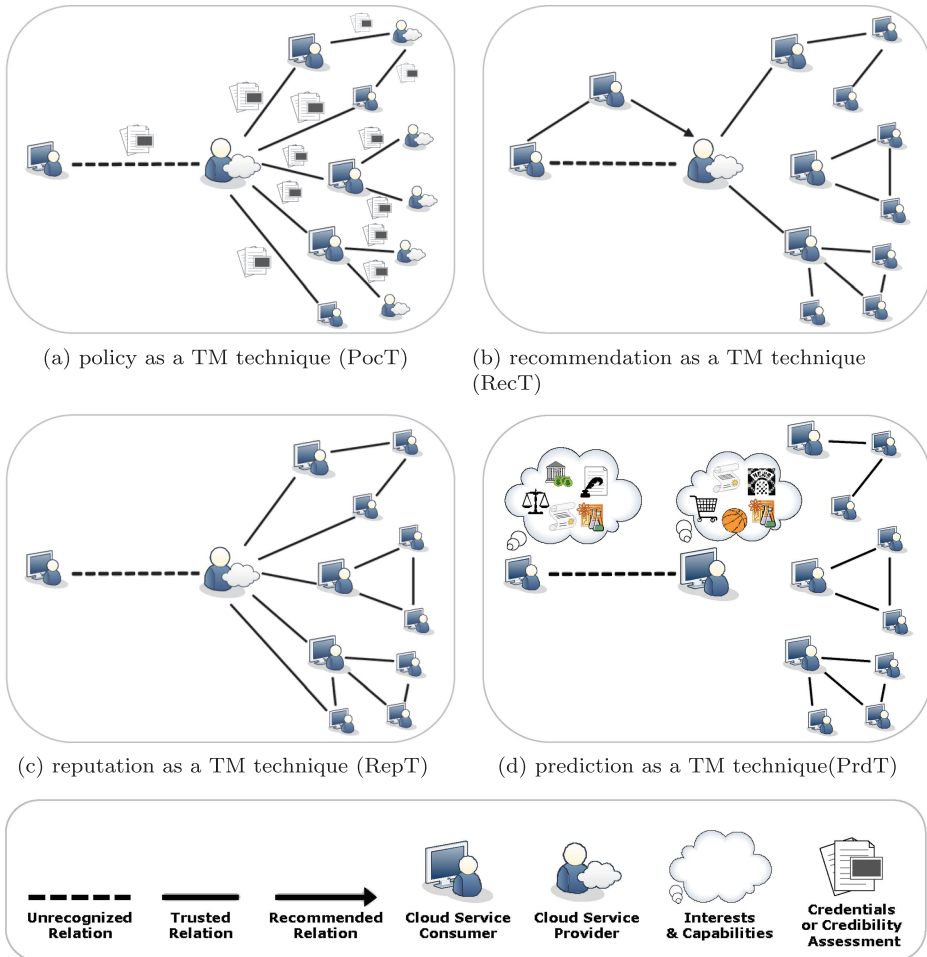 (a) policy as a TM technique (PocT)
(b) recommendation as a TM technique
(RecT)
(c) reputation as a TM technique (RepT)
(d) prediction as a TM technique(PrdT)
Unrecognized
Relation
Trusted
Relation
Recommended
Relation
Cloud Service
Consumer
Cloud Service
Provider
Interests
& Capabilities
Credentials
or Credibility
Assessment